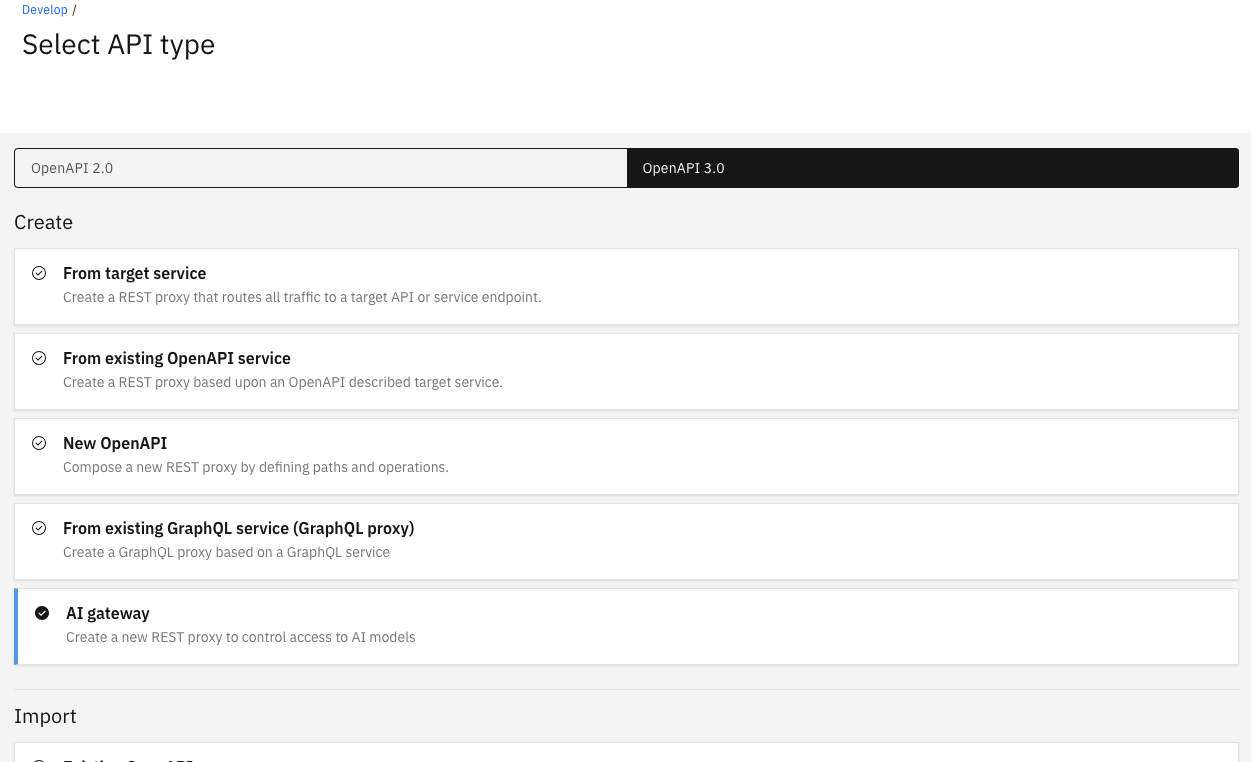 Develop /
Select API type
OpenAPI 2.0
OpenAPI 3.0
Create
From target service
Create a REST proxy that routes all traffic to a target API or service endpoint.
From existing OpenAPI service
Create a REST proxy based upon an OpenAPI described target service.
New OpenAPI
Compose a new REST proxy by defining paths and operations.
From existing GraphQL service (GraphQL proxy)
Create a GraphQL proxy based on a GraphQL service
AI gateway
Create a new REST proxy to control access to AI models
Import
Existing OpenAPI